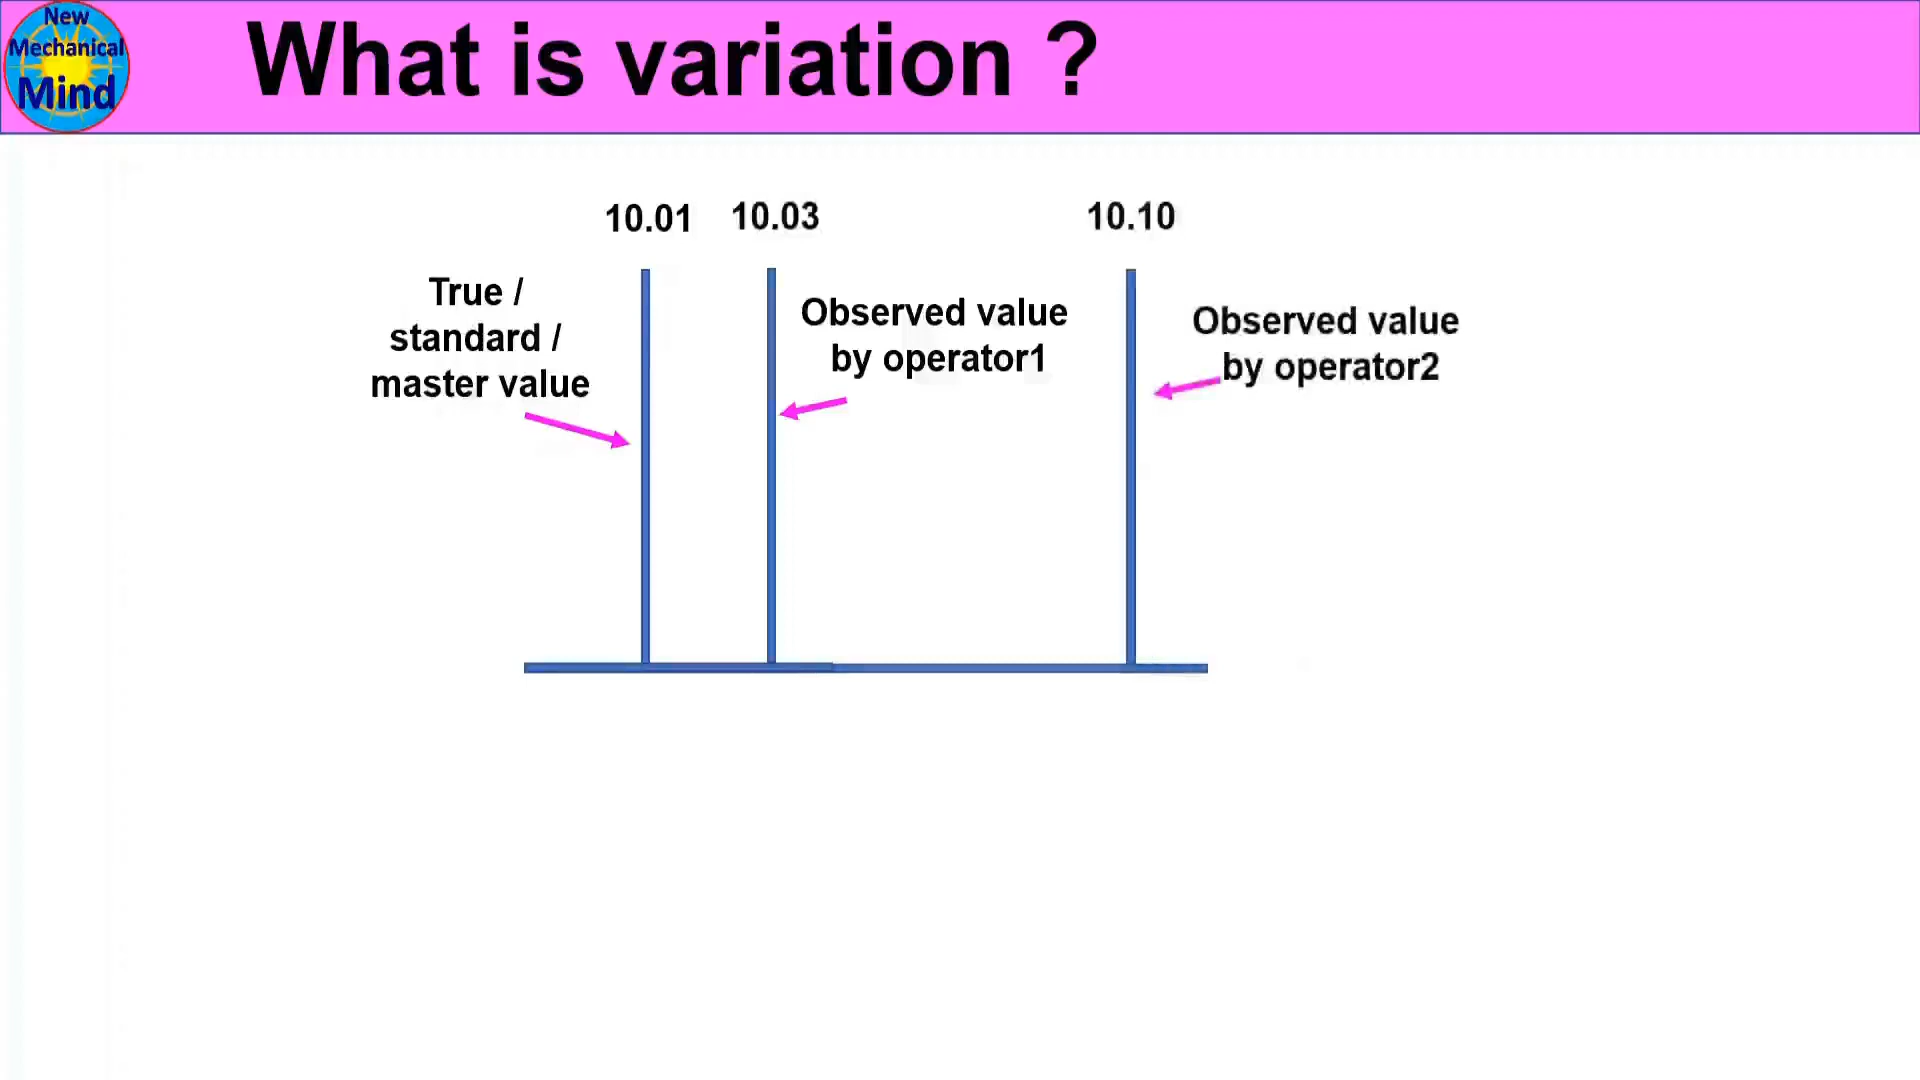 New
Mechanical
Mind
What is variation ?
10.01
10.03
10.10
True /
standard /
master value
Observed value
by operator1
Observed value
by operator2